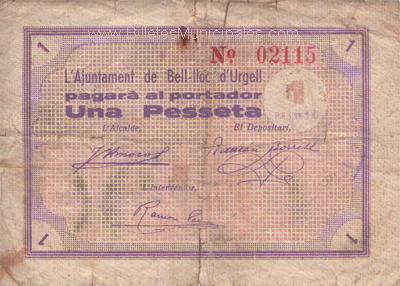 www.BilletesMunicipales.com
1 1
Nº 02115
L'Ajuntament de Bell-lloc d'Urgell
pagarà al portador
Una Pesseta
1
L'Alcalde, El Depositari,
L'Interventor,
Ramon
1 1